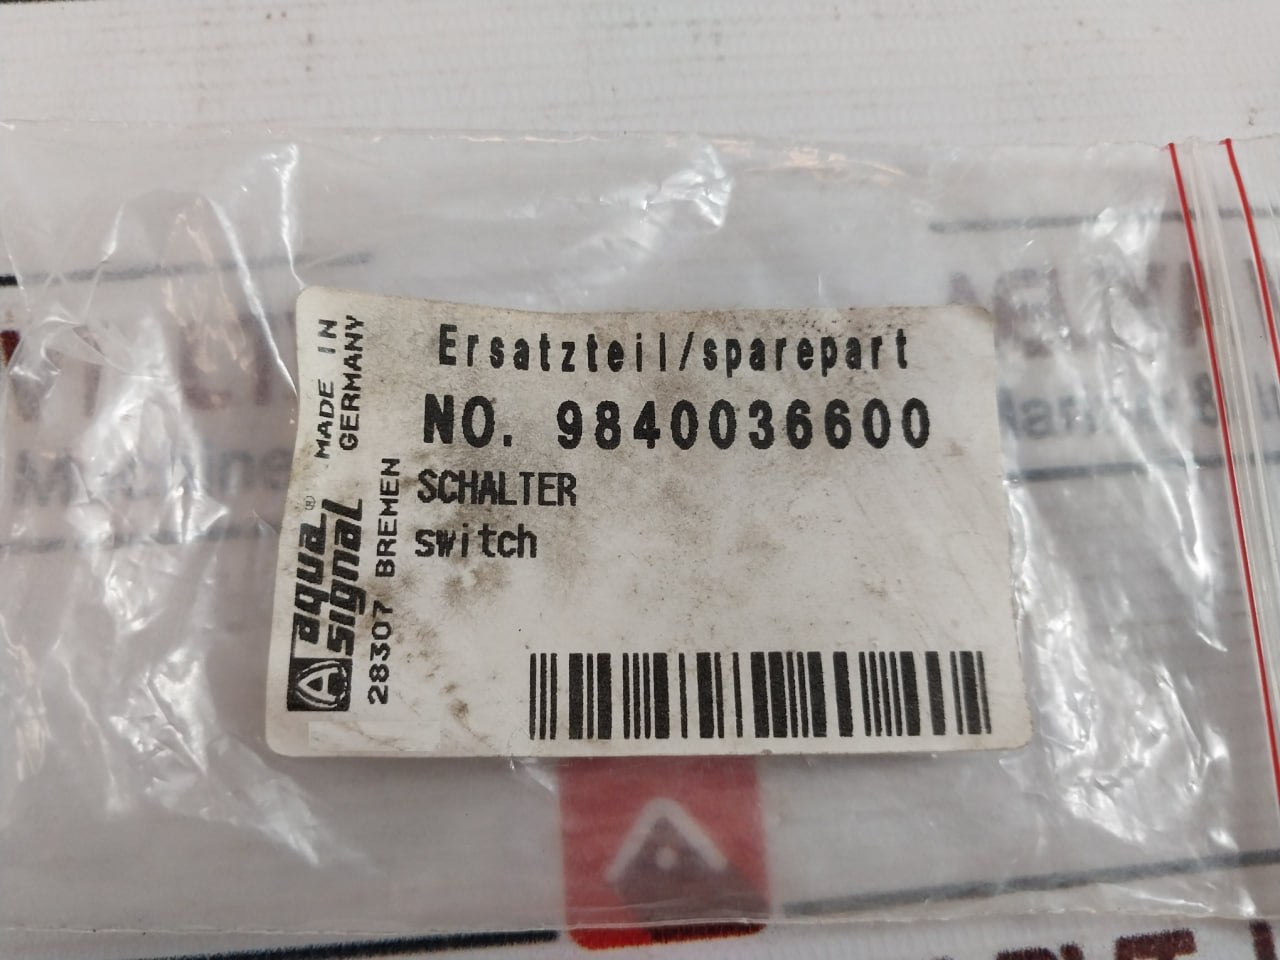 Ersatzteil/sparepart
NO. 9840036600
SCHALTER
switch
MADE IN
GERMANY
aqua®
signal
28307 BREMEN